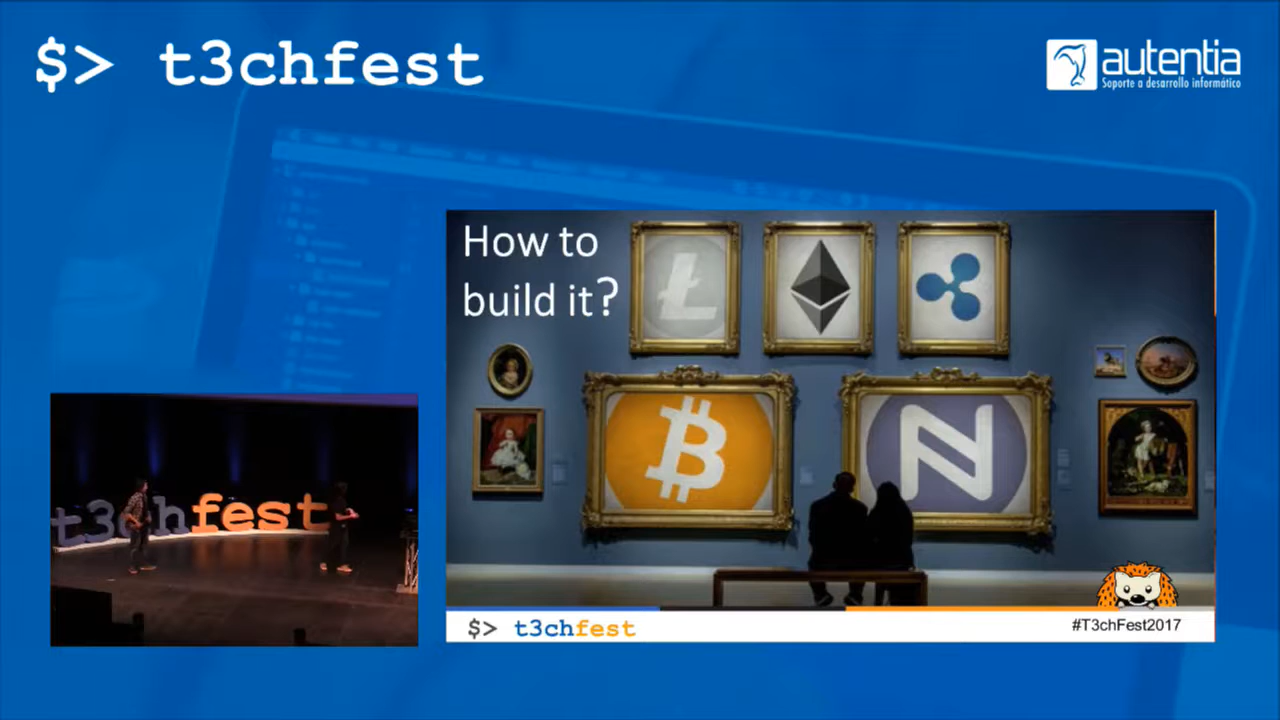 $> t3chfest
autentia
Soporte a desarrollo informático
How to
build it?
t3chfest
$> t3chfest
#T3chFest2017